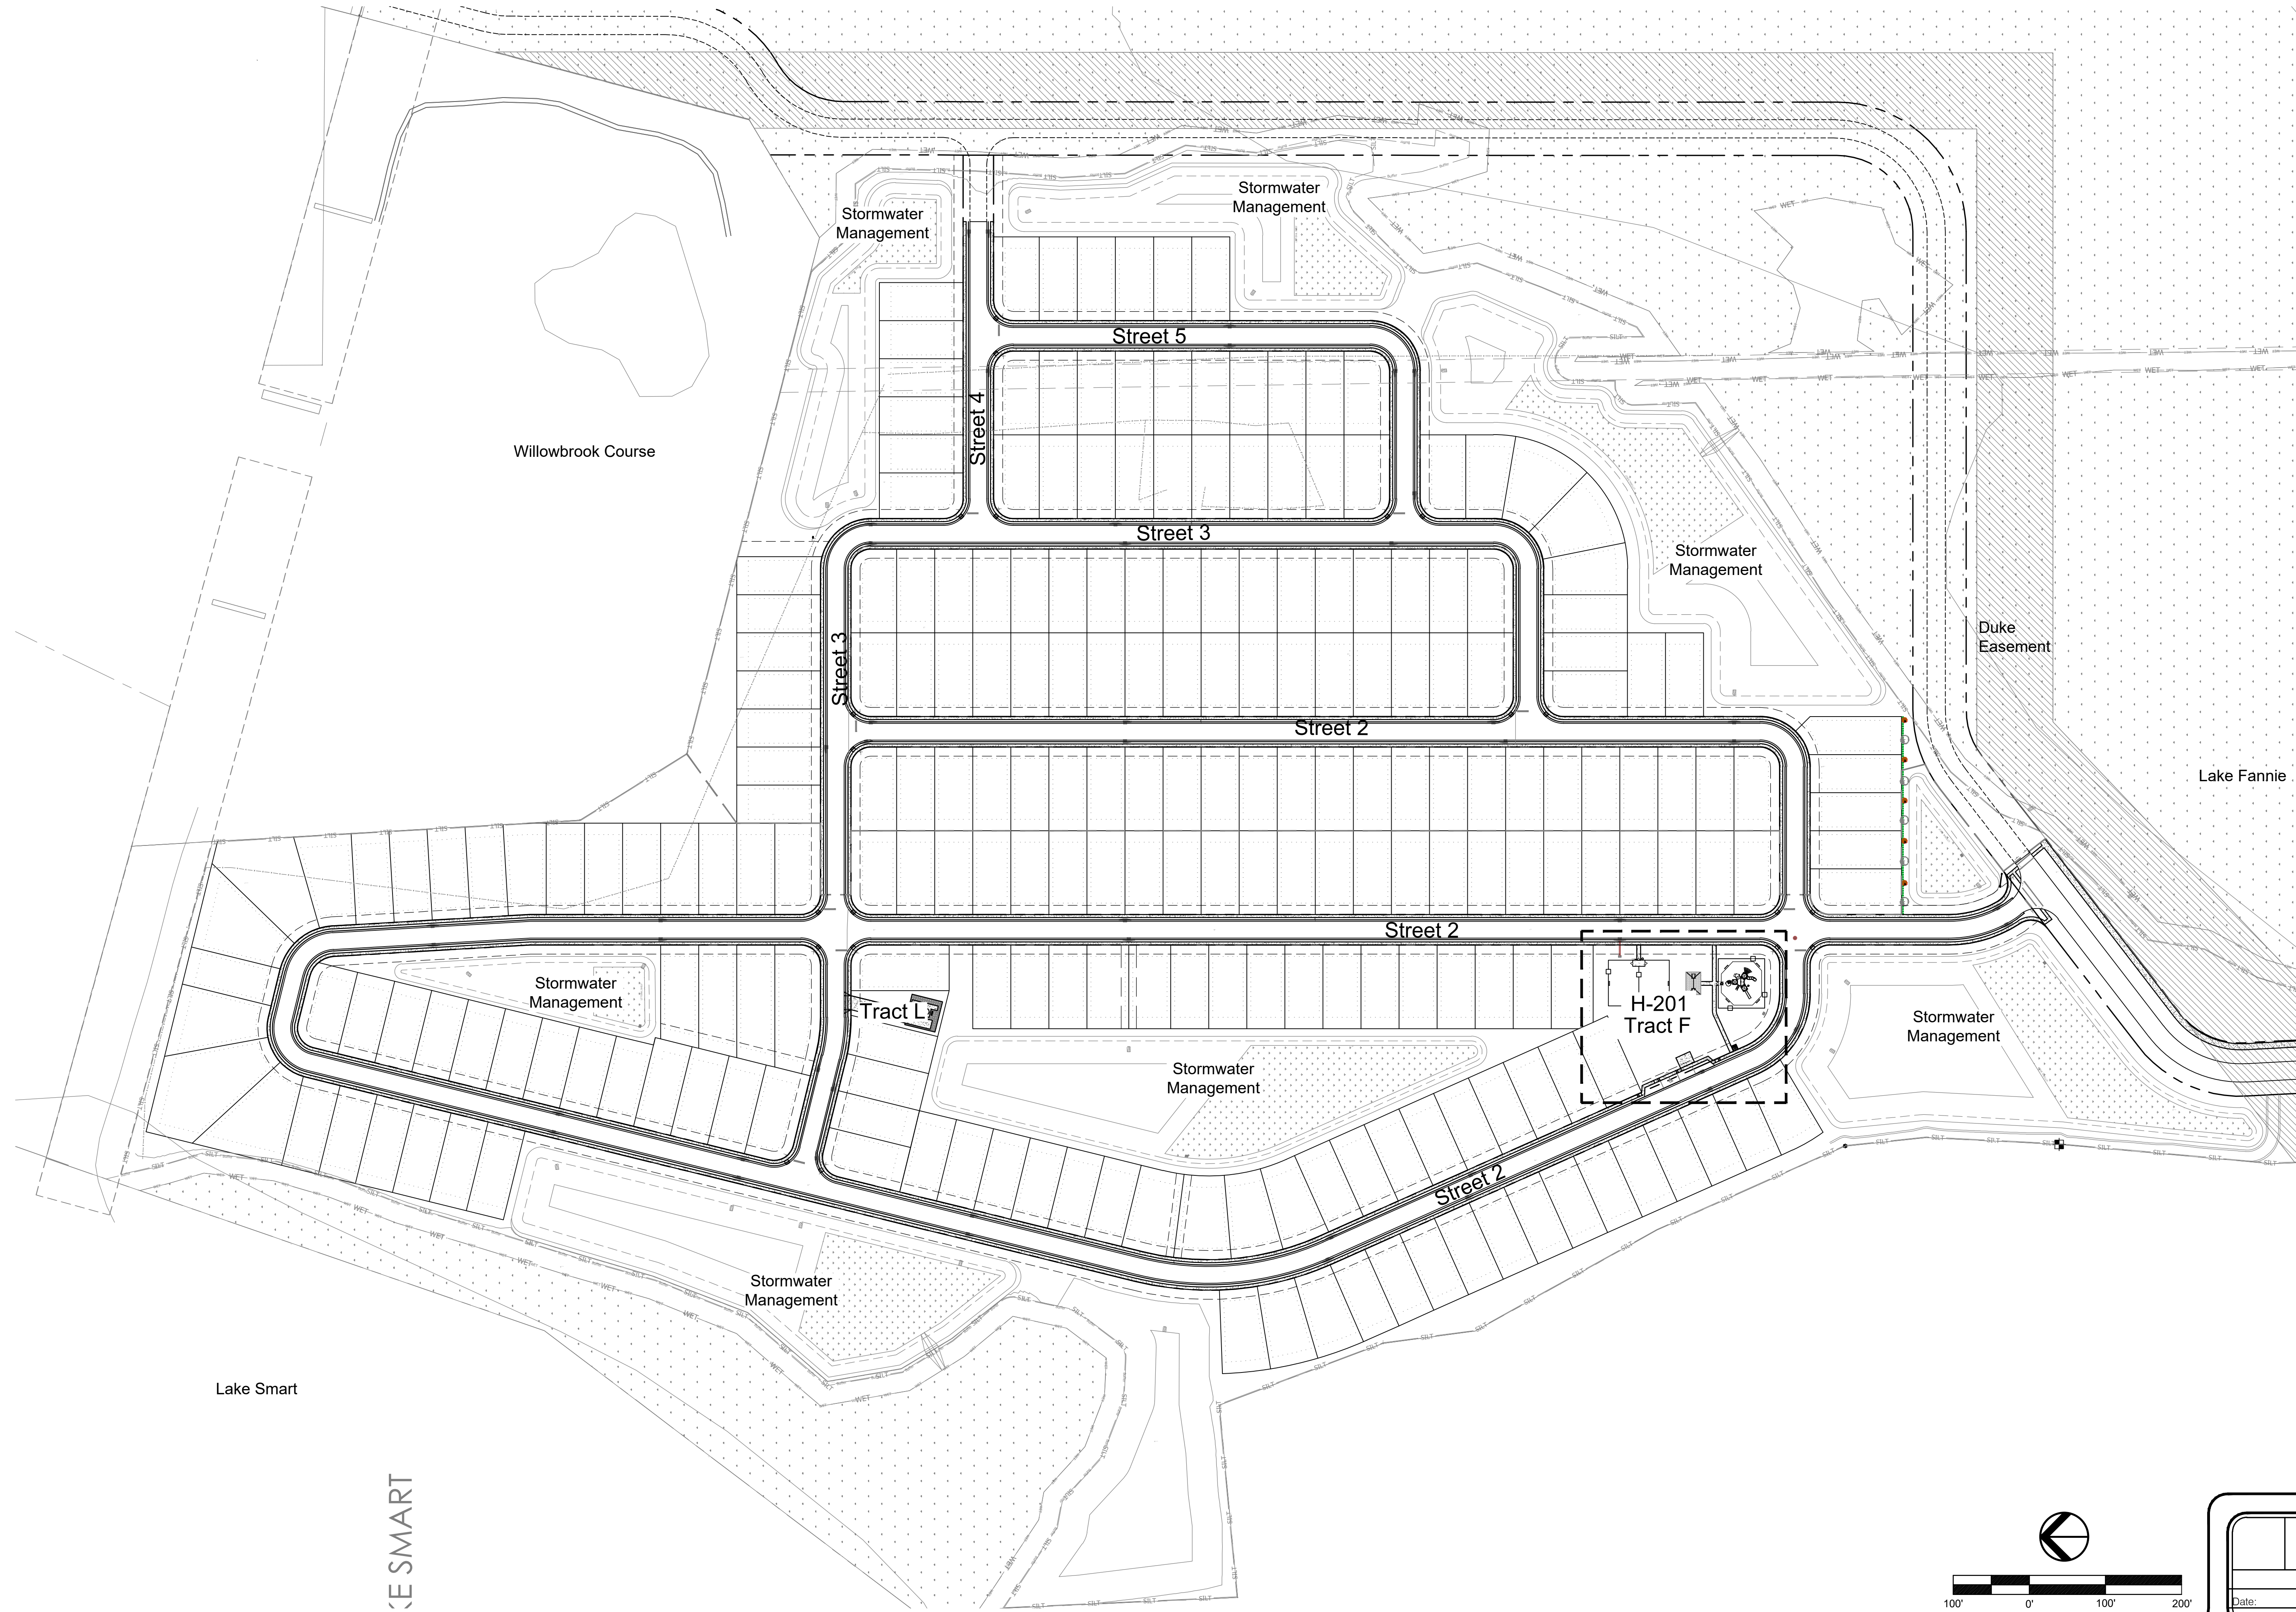 Stormwater
Management
Stormwater
Management
Street 5
Street 4
Willowbrook Course
Street 3
Stormwater
Management
Street 3
Duke
Easement
Street 2
Lake Fannie
Street 2
Stormwater
Management
Tract L
H-201
Tract F
Stormwater
Management
Stormwater
Management
Street 2
Stormwater
Management
Lake Smart
KE SMART
100'
0'
100'
200'
Date:
WET
SILT